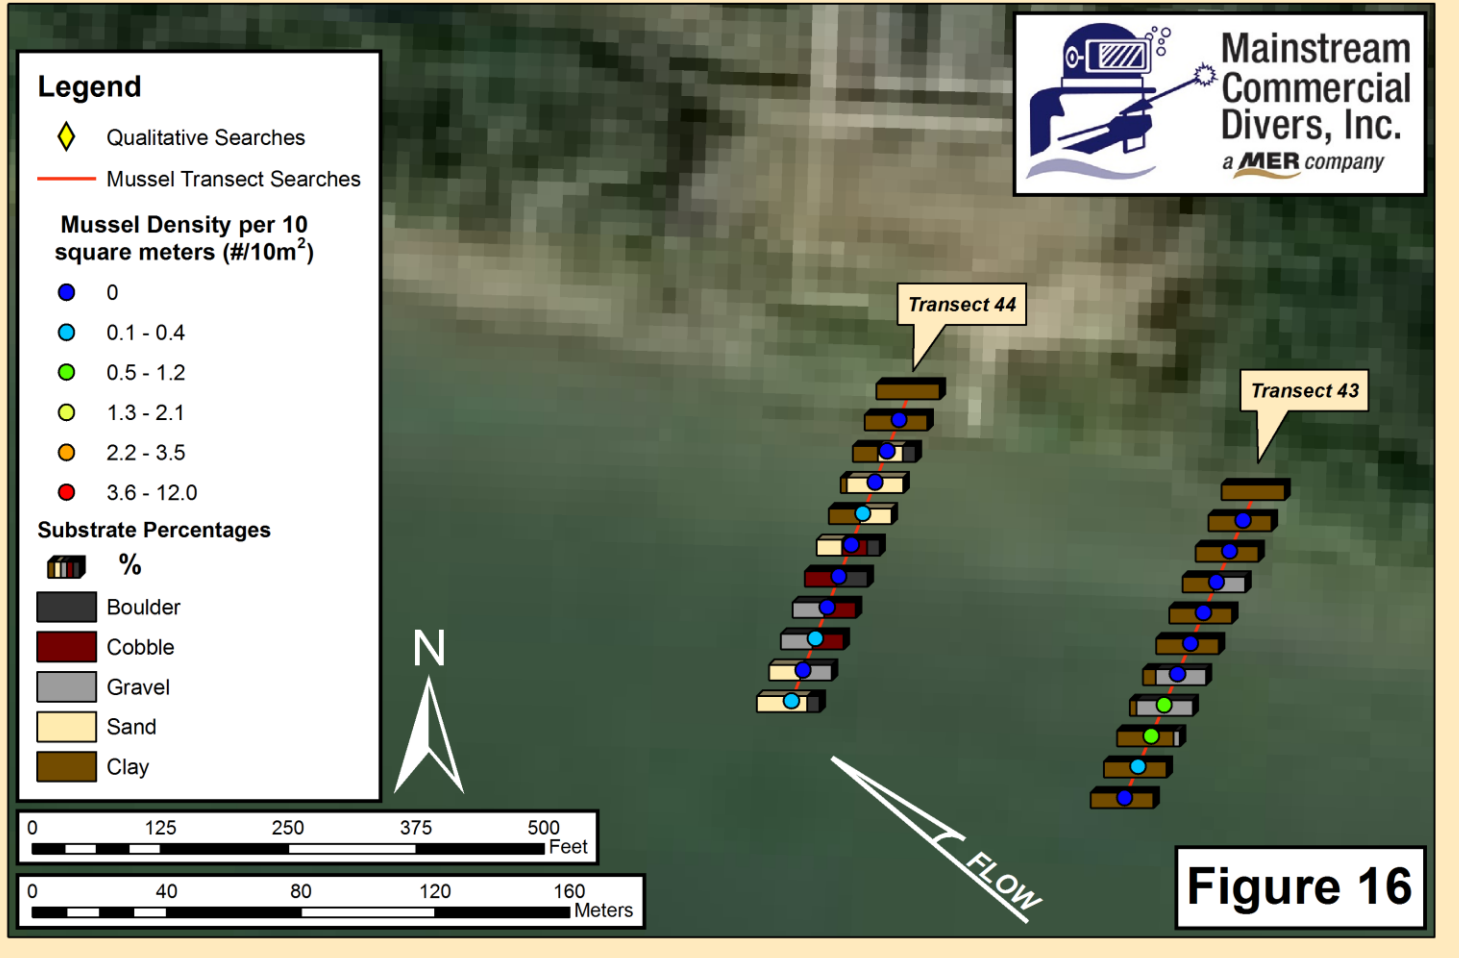 Legend
Qualitative Searches
Mussel Transect Searches
Mussel Density per 10
square meters (#/10m²)
0
0.1 - 0.4
0.5 - 1.2
1.3 - 2.1
2.2 - 3.5
3.6 - 12.0
Substrate Percentages
%
Boulder
Cobble
Gravel
Sand
Clay
0 125 250 375 500
Feet
0 40 80 120 160
Meters
N
Mainstream
Commercial
Divers, Inc.
a MER company
Transect 44
Transect 43
FLOW
Figure 16